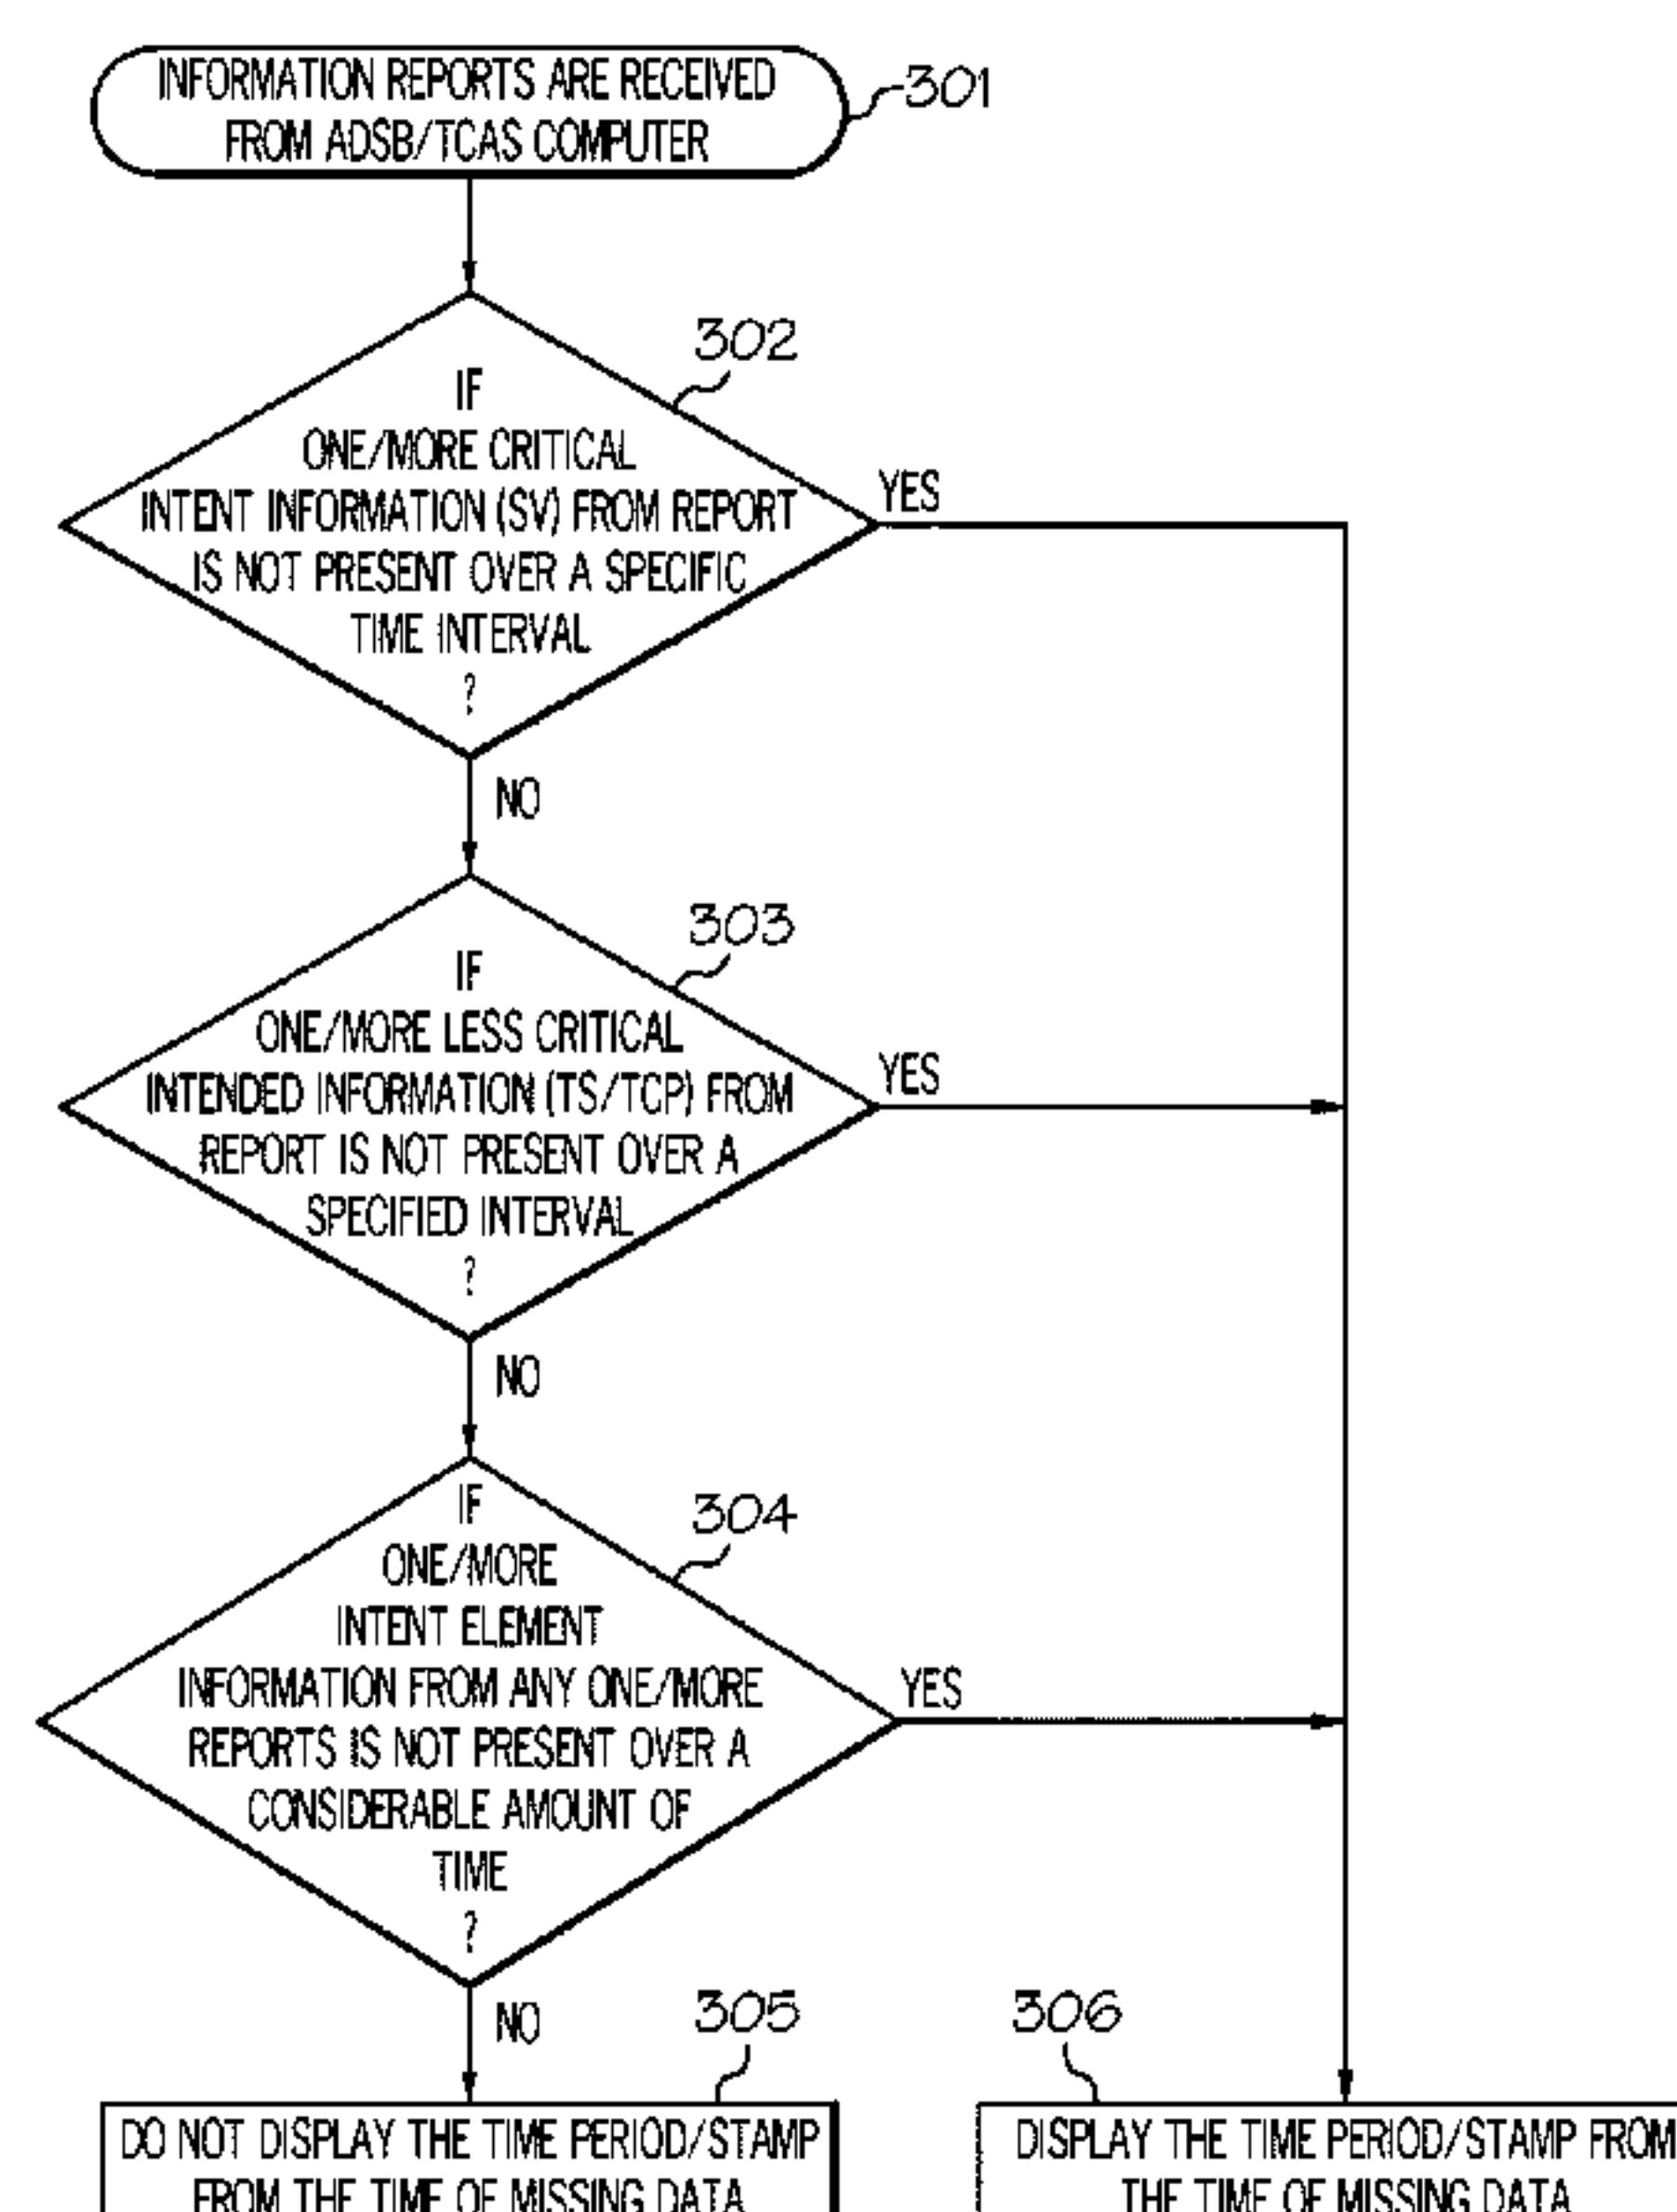 INFORMATION REPORTS ARE RECEIVED
FROM ADSB/TCAS COMPUTER
301
302
IF
ONE/MORE CRITICAL
INTENT INFORMATION (SV) FROM REPORT
IS NOT PRESENT OVER A SPECIFIC
TIME INTERVAL
?
YES
NO
303
IF
ONE/MORE LESS CRITICAL
INTENDED INFORMATION (TS/TCP) FROM
REPORT IS NOT PRESENT OVER A
SPECIFIED INTERVAL
?
YES
NO
304
IF
ONE/MORE
INTENT ELEMENT
INFORMATION FROM ANY ONE/MORE
REPORTS IS NOT PRESENT OVER A
CONSIDERABLE AMOUNT OF
TIME
?
YES
NO
305
DO NOT DISPLAY THE TIME PERIOD/STAMP
FROM THE TIME OF MISSING DATA
306
DISPLAY THE TIME PERIOD/STAMP FROM
THE TIME OF MISSING DATA